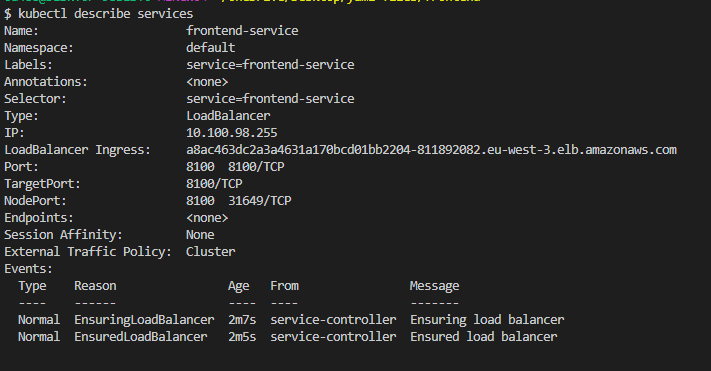 $ kubectl describe services
Name: frontend-service
Namespace: default
Labels: service=frontend-service
Annotations: <none>
Selector: service=frontend-service
Type: LoadBalancer
IP: 10.100.98.255
LoadBalancer Ingress: a8ac463dc2a3a4631a170bcd01bb2204-811892082.eu-west-3.elb.amazonaws.com
Port: 8100 8100/TCP
TargetPort: 8100/TCP
NodePort: 8100 31649/TCP
Endpoints: <none>
Session Affinity: None
External Traffic Policy: Cluster
Events:
Type Reason Age From Message
---- ------ ---- ---- -------
Normal EnsuringLoadBalancer 2m7s service-controller Ensuring load balancer
Normal EnsuredLoadBalancer 2m5s service-controller Ensured load balancer